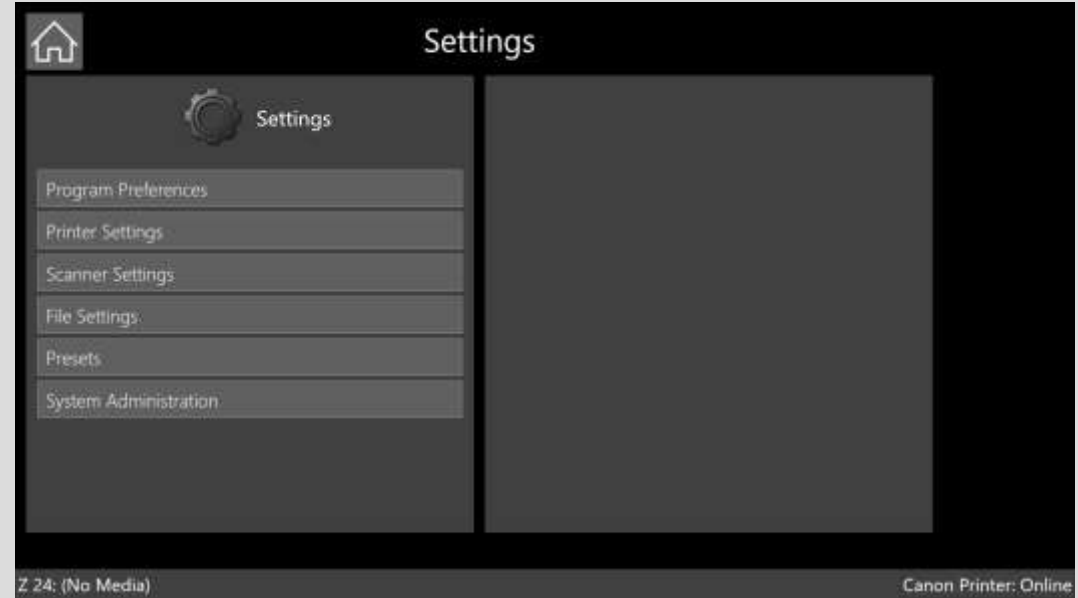 Settings
Settings
Program Preferences
Printer Settings
Scanner Settings
File Settings
Presets
System Administration
Z 24: (No Media)
Canon Printer: Online